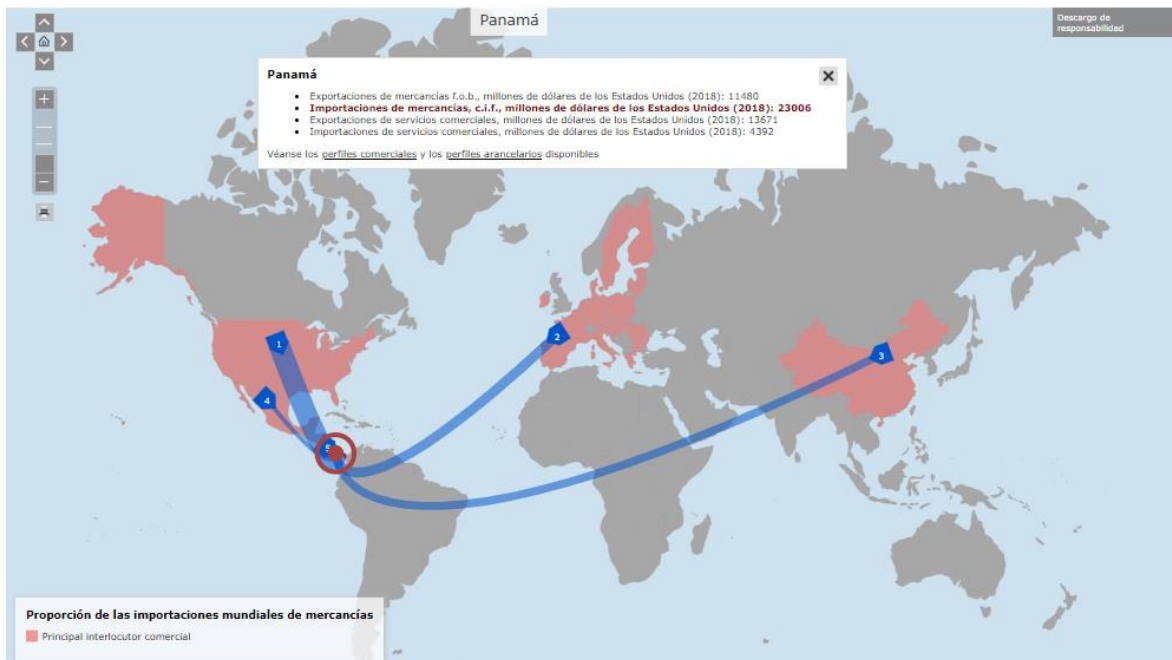 Panamá
Descargo de
responsabilidad
Panamá
Exportaciones de mercancías f.o.b., millones de dólares de los Estados Unidos (2018): 11480
Importaciones de mercancías, c.i.f., millones de dólares de los Estados Unidos (2018): 23006
Exportaciones de servicios comerciales, millones de dólares de los Estados Unidos (2018): 13671
Importaciones de servicios comerciales, millones de dólares de los Estados Unidos (2018): 4392
Véanse los perfiles comerciales y los perfiles arancelarios disponibles
1
2
3
4
5
Proporción de las importaciones mundiales de mercancías
Principal interlocutor comercial